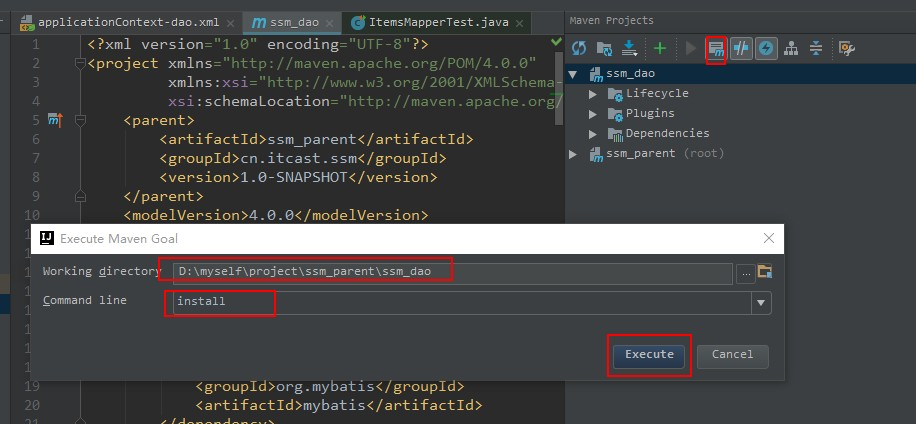 applicationContext-dao.xml
ssm_dao
ItemsMapperTest.java
1 <?xml version="1.0" encoding="UTF-8"?>
2 <project xmlns="http://maven.apache.org/POM/4.0.0"
3 xmlns:xsi="http://www.w3.org/2001/XMLSchema-
4 xsi:schemaLocation="http://maven.apache.org/
5 <parent>
6 <artifactId>ssm_parent</artifactId>
7 <groupId>cn.itcast.ssm</groupId>
8 <version>1.0-SNAPSHOT</version>
9 </parent>
10 <modelVersion>4.0.0</modelVersion>
Maven Projects
ssm_dao
Lifecycle
Plugins
Dependencies
ssm_parent (root)
Execute Maven Goal
Working directory D:\myself\project\ssm_parent\ssm_dao ...
Command line install
Execute
Cancel
19 <groupId>org.mybatis</groupId>
20 <artifactId>mybatis</artifactId>
</dependency>